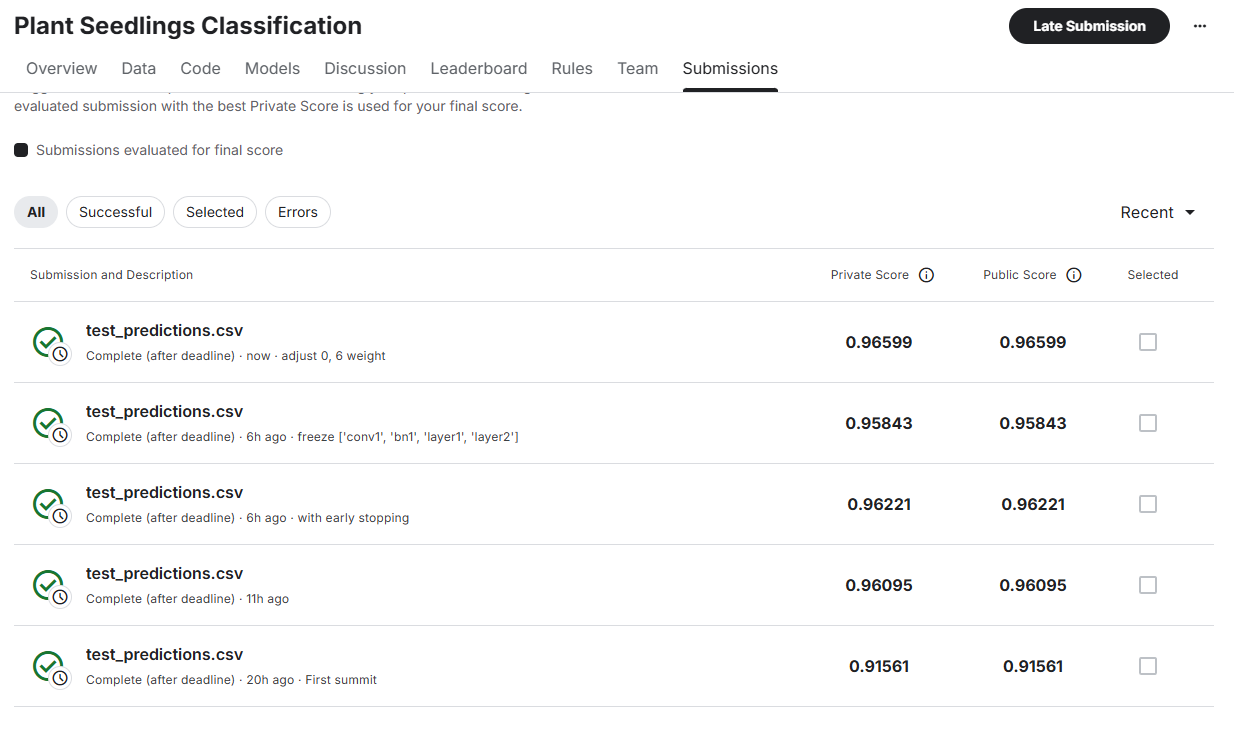 Plant Seedlings Classification
Late Submission
Overview Data Code Models Discussion Leaderboard Rules Team Submissions
evaluated submission with the best Private Score is used for your final score.
Submissions evaluated for final score
All Successful Selected Errors Recent
Submission and Description Private Score Public Score Selected
test_predictions.csv
Complete (after deadline) · now · adjust 0, 6 weight
0.96599 0.96599
test_predictions.csv
Complete (after deadline) · 6h ago · freeze ['conv1', 'bn1', 'layer1', 'layer2']
0.95843 0.95843
test_predictions.csv
Complete (after deadline) · 6h ago · with early stopping
0.96221 0.96221
test_predictions.csv
Complete (after deadline) · 11h ago
0.96095 0.96095
test_predictions.csv
Complete (after deadline) · 20h ago · First summit
0.91561 0.91561